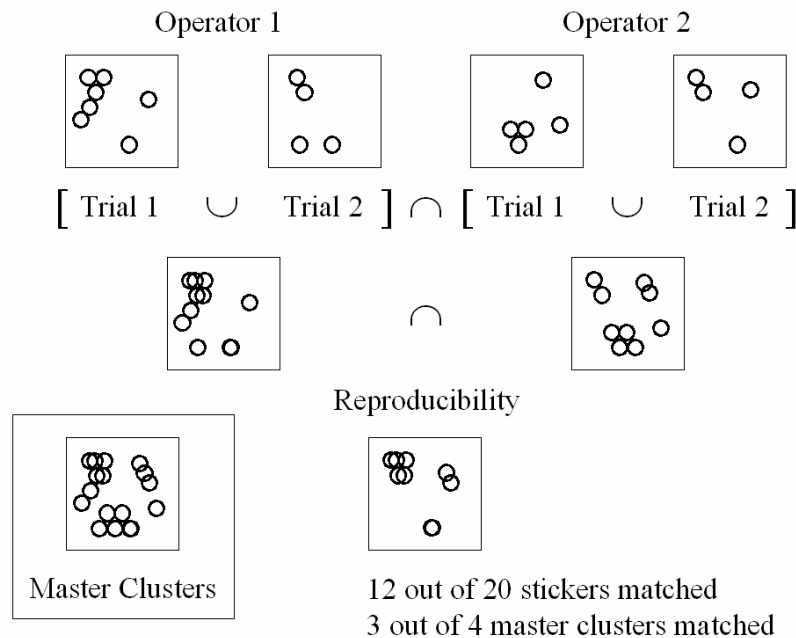 Operator 1 Operator 2
[ Trial 1 ∪ Trial 2 ] ∩ [ Trial 1 ∪ Trial 2 ]
∩
Reproducibility
Master Clusters
12 out of 20 stickers matched
3 out of 4 master clusters matched